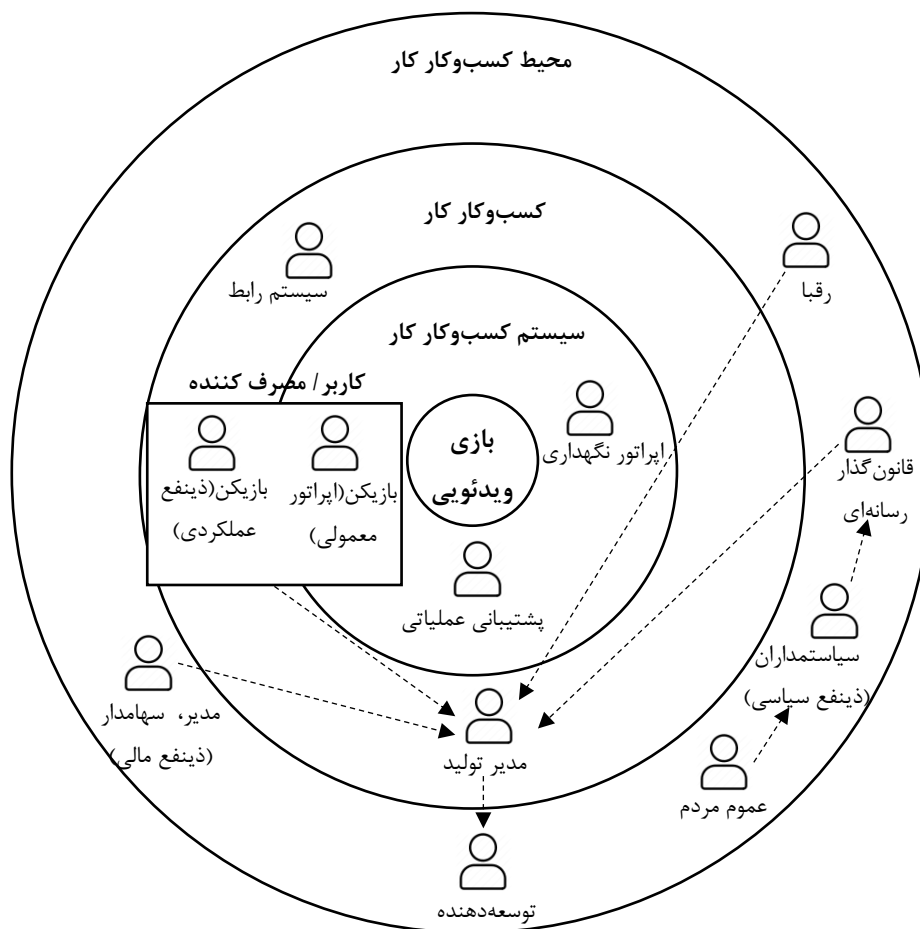 محیط کسب‌وکار کار
کسب‌وکار کار
رقبا
سیستم رابط
سیستم کسب‌وکار کار
کاربر/ مصرف کننده
بازی
ویدئویی
اپراتور نگهداری
قانون‌گذار
رسانه‌ای
بازیکن(ذینفع
عملکردی)
بازیکن(اپراتور
معمولی)
پشتیبانی عملیاتی
سیاستمداران
(ذینفع سیاسی)
مدیر، سهامدار
(ذینفع مالی)
مدیر تولید
عموم مردم
توسعه‌دهنده